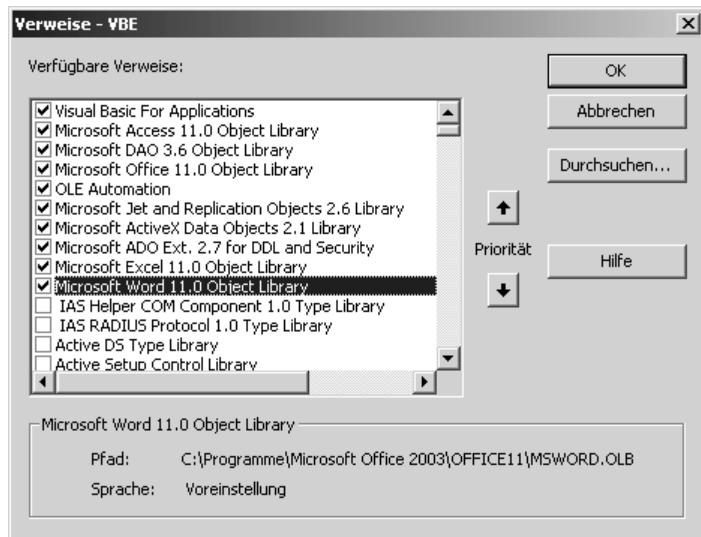 Verweise - VBE
Verfügbare Verweise:
Visual Basic For Applications
Microsoft Access 11.0 Object Library
Microsoft DAO 3.6 Object Library
Microsoft Office 11.0 Object Library
OLE Automation
Microsoft Jet and Replication Objects 2.6 Library
Microsoft ActiveX Data Objects 2.1 Library
Microsoft ADO Ext. 2.7 for DDL and Security
Microsoft Excel 11.0 Object Library
Microsoft Word 11.0 Object Library
IAS Helper COM Component 1.0 Type Library
IAS RADIUS Protocol 1.0 Type Library
Active DS Type Library
Active Setup Control Library
Priorität
OK
Abbrechen
Durchsuchen...
Hilfe
Microsoft Word 11.0 Object Library
Pfad: C:\Programme\Microsoft Office 2003\OFFICE11\MSWORD.OLB
Sprache: Voreinstellung